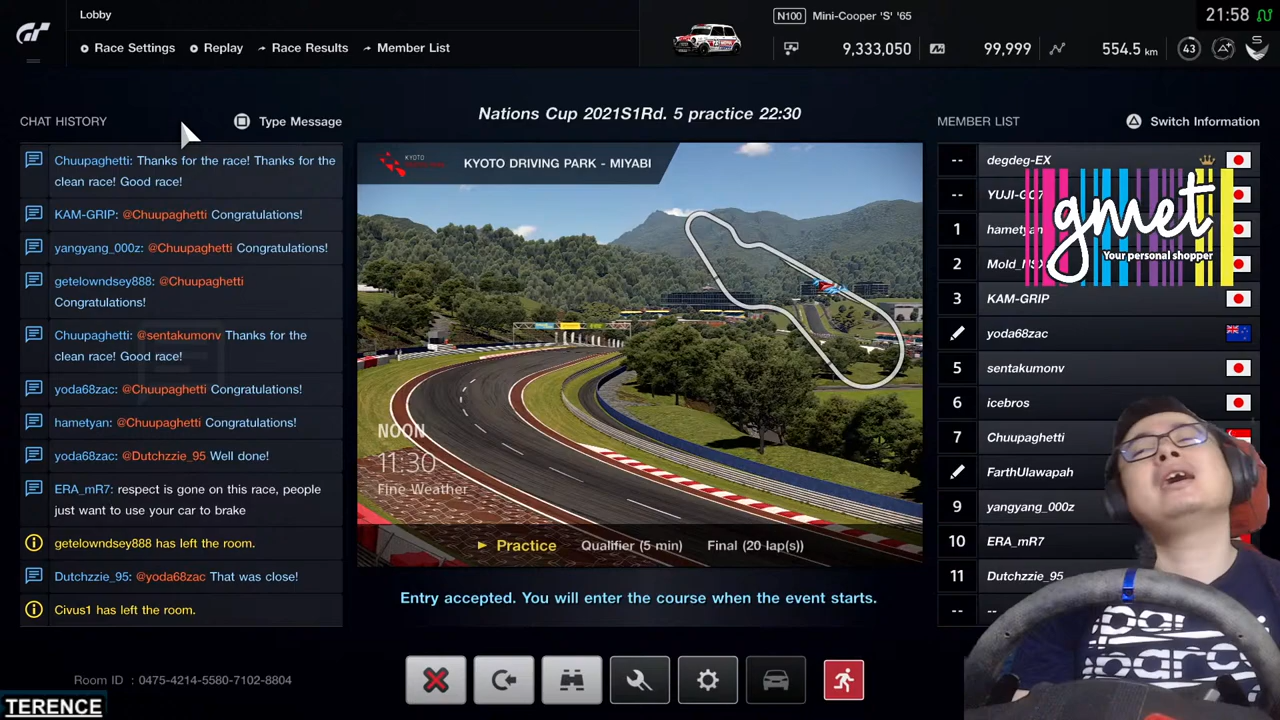 Lobby
N100 Mini-Cooper 'S' '65
21:58
Race Settings
Replay
Race Results
Member List
9,333,050
99,999
554.5 km
43
S
CHAT HISTORY
Type Message
Nations Cup 2021S1Rd. 5 practice 22:30
MEMBER LIST
Switch Information
Chuupaghetti: Thanks for the race! Thanks for the
clean race! Good race!
KAM-GRIP: @Chuupaghetti Congratulations!
yangyang_000z: @Chuupaghetti Congratulations!
getelowndsey888: @Chuupaghetti
Congratulations!
Chuupaghetti: @sentakumonv Thanks for the
clean race! Good race!
yoda68zac: @Chuupaghetti Congratulations!
hametyan: @Chuupaghetti Congratulations!
yoda68zac: @Dutchzzie_95 Well done!
ERA_mR7: respect is gone on this race, people
just want to use your car to brake
getelowndsey888 has left the room.
Dutchzzie_95: @yoda68zac That was close!
Civus1 has left the room.
KYOTO
KYOTO DRIVING PARK - MIYABI
NOON
11:30
Fine Weather
Practice
Qualifier (5 min)
Final (20 lap(s))
Entry accepted. You will enter the course when the event starts.
-- degdeg-EX
--
1
2
3 KAM-GRIP
yoda68zac
5 sentakumonv
6 icebros
7 Chuupaghetti
FarthUlawapah
9 yangyang_000z
10 ERA_mR7
11 Dutchzzie_95
-- --
gmet
Your personal shopper
Room ID : 0475-4214-5580-7102-8804
TERENCE
sparco